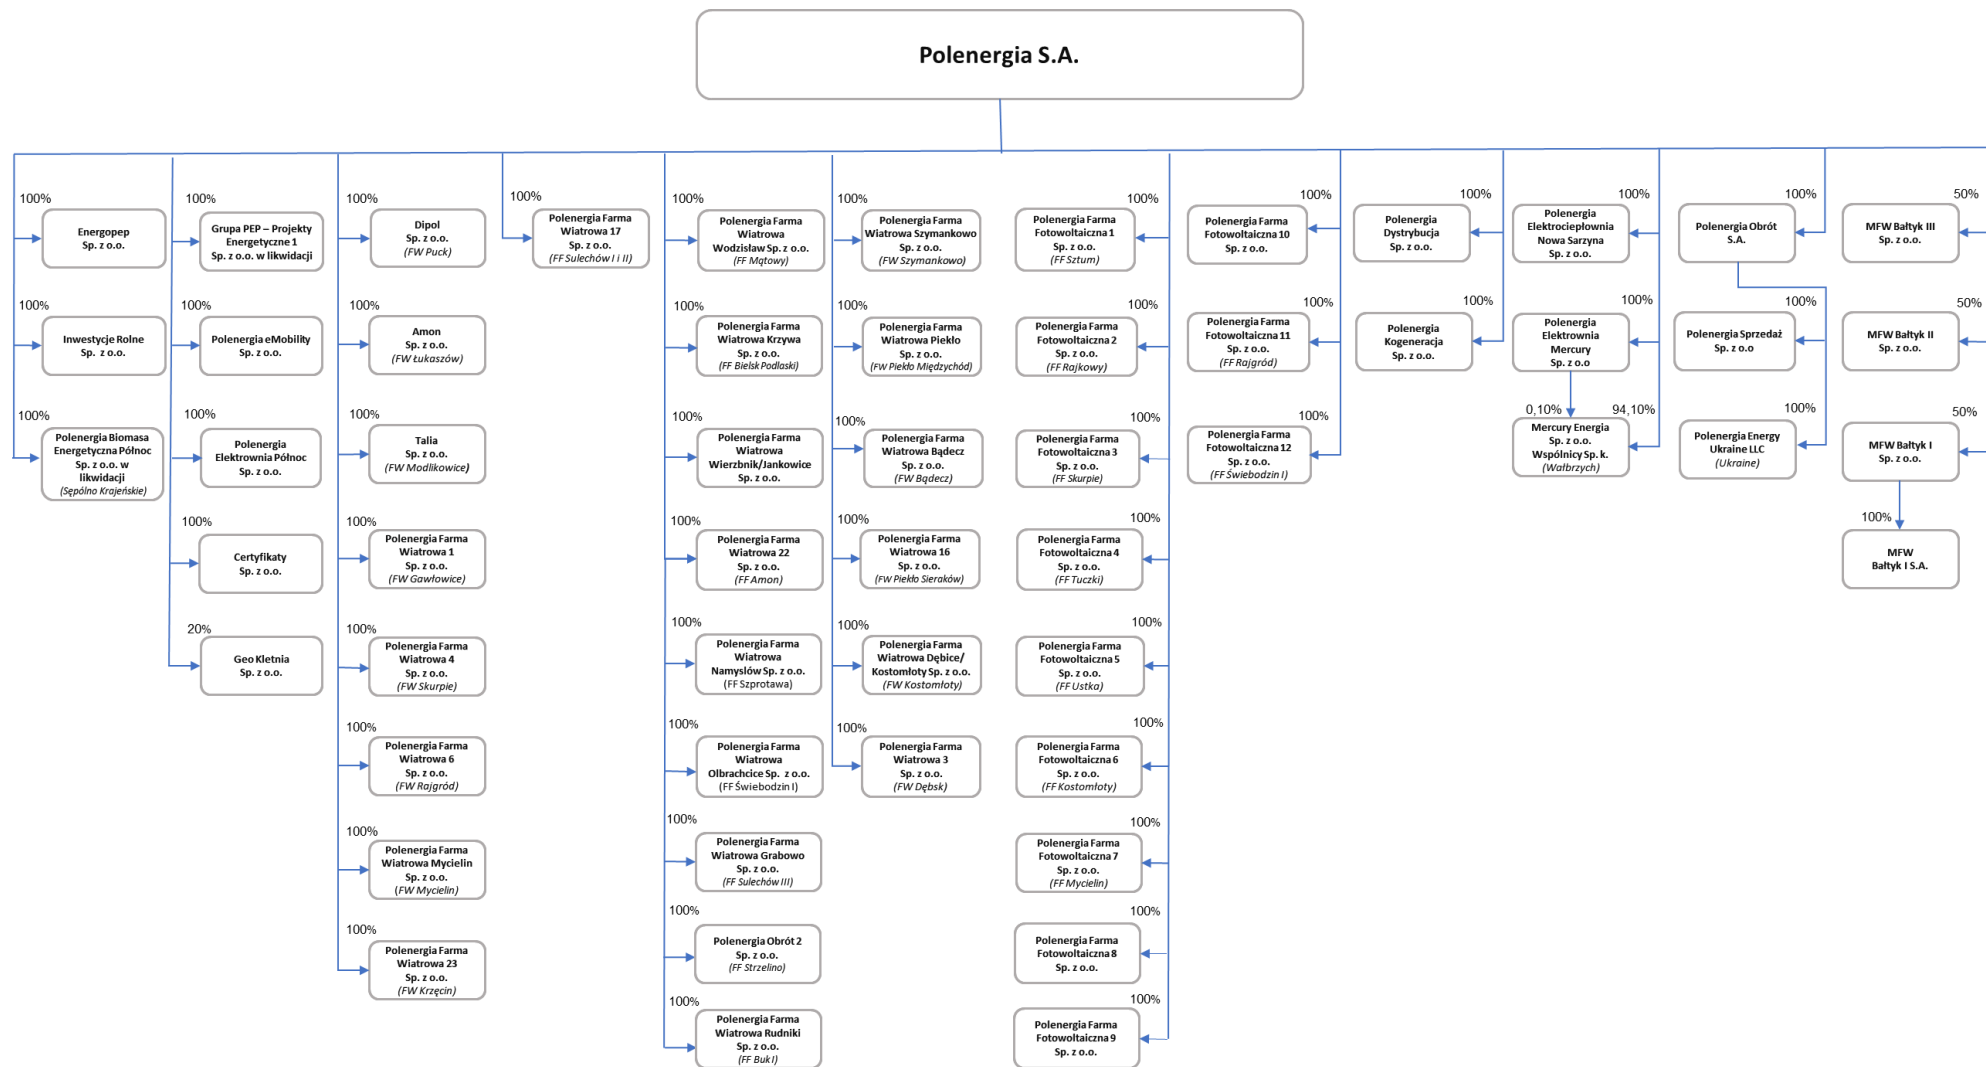 Polenergia S.A.
100%
Energopep
Sp. z o.o.
100%
Inwestycje Rolne
Sp. z o.o.
100%
Polenergia Biomasa
Energetyczna Północ
Sp. z o.o. w
likwidacji
(Sępólno Krajeńskie)
100%
Grupa PEP – Projekty
Energetyczne 1
Sp. z o.o. w likwidacji
100%
Polenergia eMobility
Sp. z o.o.
100%
Polenergia
Elektrownia Północ
Sp. z o.o.
100%
Certyfikaty
Sp. z o.o.
20%
Geo Kletnia
Sp. z o.o.
100%
Dipol
Sp. z o.o.
(FW Puck)
100%
Amon
Sp. z o.o.
(FW Łukaszów)
100%
Talia
Sp. z o.o.
(FW Modlikowice)
100%
Polenergia Farma
Wiatrowa 1
Sp. z o.o.
(FW Gawłowice)
100%
Polenergia Farma
Wiatrowa 4
Sp. z o.o.
(FW Skurpie)
100%
Polenergia Farma
Wiatrowa 6
Sp. z o.o.
(FW Rajgród)
100%
Polenergia Farma
Wiatrowa Mycielin
Sp. z o.o.
(FW Mycielin)
100%
Polenergia Farma
Wiatrowa 23
Sp. z o.o.
(FW Krzęcin)
100%
Polenergia Farma
Wiatrowa 17
Sp. z o.o.
(FF Sulechów I i II)
100%
Polenergia Farma
Wiatrowa
Wodzisław Sp. z o.o.
(FF Mątowy)
100%
Polenergia Farma
Wiatrowa Krzywa
Sp. z o.o.
(FF Bielsk Podlaski)
100%
Polenergia Farma
Wiatrowa
Wierzbnik/Jankowice
Sp. z o.o.
100%
Polenergia Farma
Wiatrowa 22
Sp. z o.o.
(FF Amon)
100%
Polenergia Farma
Wiatrowa
Namysłów Sp. z o.o.
(FF Szprotawa)
100%
Polenergia Farma
Wiatrowa
Olbrachcice Sp. z o.o.
(FF Świebodzin I)
100%
Polenergia Farma
Wiatrowa Grabowo
Sp. z o.o.
(FF Sulechów III)
100%
Polenergia Obrót 2
Sp. z o.o.
(FF Strzelino)
100%
Polenergia Farma
Wiatrowa Rudniki
Sp. z o.o.
(FF Buk I)
100%
Polenergia Farma
Wiatrowa Szymankowo
Sp. z o.o.
(FW Szymankowo)
100%
Polenergia Farma
Wiatrowa Piekło
Sp. z o.o.
(FW Piekło Międzychód)
100%
Polenergia Farma
Wiatrowa Bądecz
Sp. z o.o.
(FW Bądecz)
100%
Polenergia Farma
Wiatrowa 16
Sp. z o.o.
(FW Piekło Sieraków)
100%
Polenergia Farma
Wiatrowa Dębice/
Kostomłoty Sp. z o.o.
(FW Kostomłoty)
100%
Polenergia Farma
Wiatrowa 3
Sp. z o.o.
(FW Dębsk)
100%
Polenergia Farma
Fotowoltaiczna 1
Sp. z o.o.
(FF Sztum)
100%
Polenergia Farma
Fotowoltaiczna 2
Sp. z o.o.
(FF Rajkowy)
100%
Polenergia Farma
Fotowoltaiczna 3
Sp. z o.o.
(FF Skurpie)
100%
Polenergia Farma
Fotowoltaiczna 4
Sp. z o.o.
(FF Tuczki)
100%
Polenergia Farma
Fotowoltaiczna 5
Sp. z o.o.
(FF Ustka)
100%
Polenergia Farma
Fotowoltaiczna 6
Sp. z o.o.
(FF Kostomłoty)
100%
Polenergia Farma
Fotowoltaiczna 7
Sp. z o.o.
(FF Mycielin)
100%
Polenergia Farma
Fotowoltaiczna 8
Sp. z o.o.
100%
Polenergia Farma
Fotowoltaiczna 9
Sp. z o.o.
100%
Polenergia Farma
Fotowoltaiczna 10
Sp. z o.o.
100%
Polenergia Farma
Fotowoltaiczna 11
Sp. z o.o.
(FF Rajgród)
100%
Polenergia Farma
Fotowoltaiczna 12
Sp. z o.o.
(FF Świebodzin I)
100%
Polenergia
Dystrybucja
Sp. z o.o.
100%
Polenergia
Kogeneracja
Sp. z o.o.
100%
Polenergia
Elektrociepłownia
Nowa Sarzyna
Sp. z o.o.
100%
Polenergia
Elektrownia
Mercury
Sp. z o.o
0,10% 94,10%
Mercury Energia
Sp. z o.o.
Wspólnicy Sp. k.
(Wałbrzych)
100%
Polenergia Obrót
S.A.
100%
Polenergia Sprzedaż
Sp. z o.o
100%
Polenergia Energy
Ukraine LLC
(Ukraine)
50%
MFW Bałtyk III
Sp. z o.o.
50%
MFW Bałtyk II
Sp. z o.o.
50%
MFW Bałtyk I
Sp. z o.o.
100%
MFW
Bałtyk I S.A.